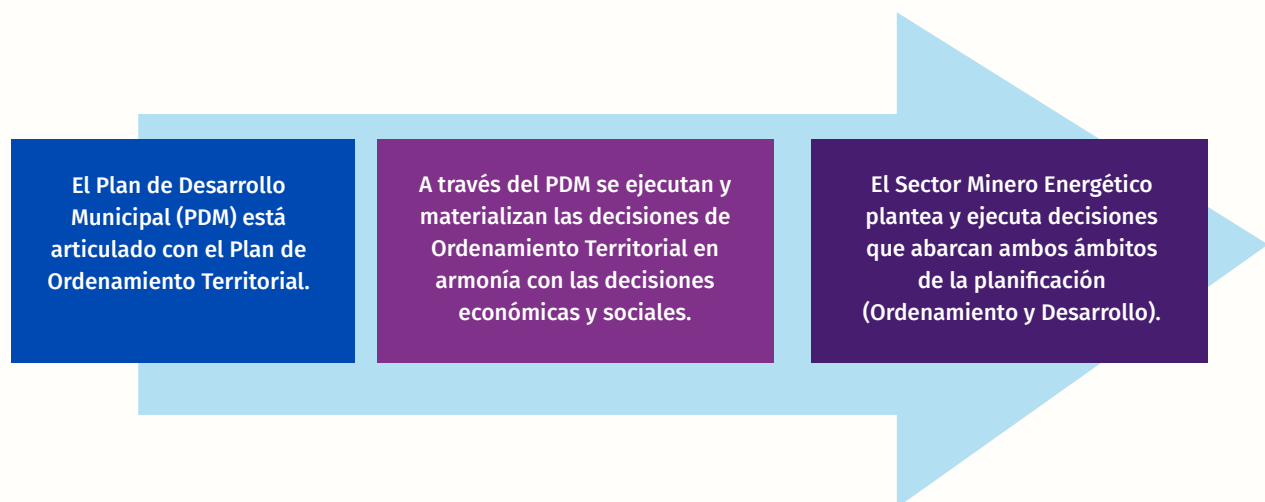 El Plan de Desarrollo
Municipal (PDM) está
articulado con el Plan de
Ordenamiento Territorial.
A través del PDM se ejecutan y
materializan las decisiones de
Ordenamiento Territorial en
armonía con las decisiones
económicas y sociales.
El Sector Minero Energético
plantea y ejecuta decisiones
que abarcan ambos ámbitos
de la planificación
(Ordenamiento y Desarrollo).